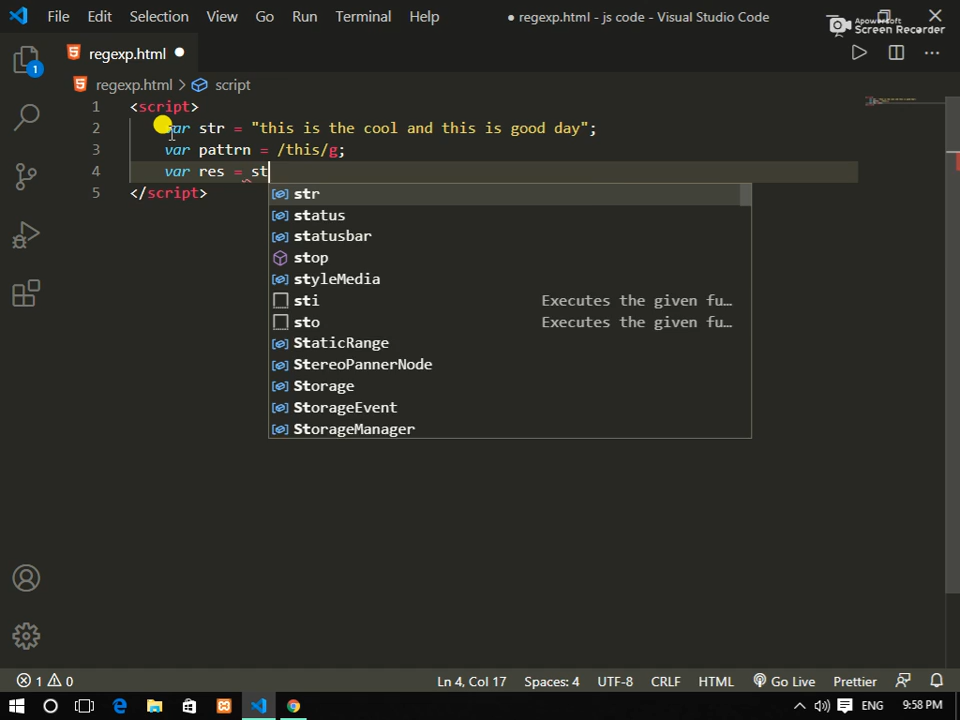 File Edit Selection View Go Run Terminal Help
● regexp.html - js code - Visual Studio Code
Apowersoft
Screen Recorder
regexp.html ●
regexp.html > script
1 <script>
2 var str = "this is the cool and this is good day";
3 var pattrn = /this/g;
4 var res = st
5 </script>
str
status
statusbar
stop
styleMedia
sti Executes the given fu…
sto Executes the given fu…
StaticRange
StereoPannerNode
Storage
StorageEvent
StorageManager
1
1 0 Ln 4, Col 17 Spaces: 4 UTF-8 CRLF HTML Go Live Prettier
ENG 9:58 PM